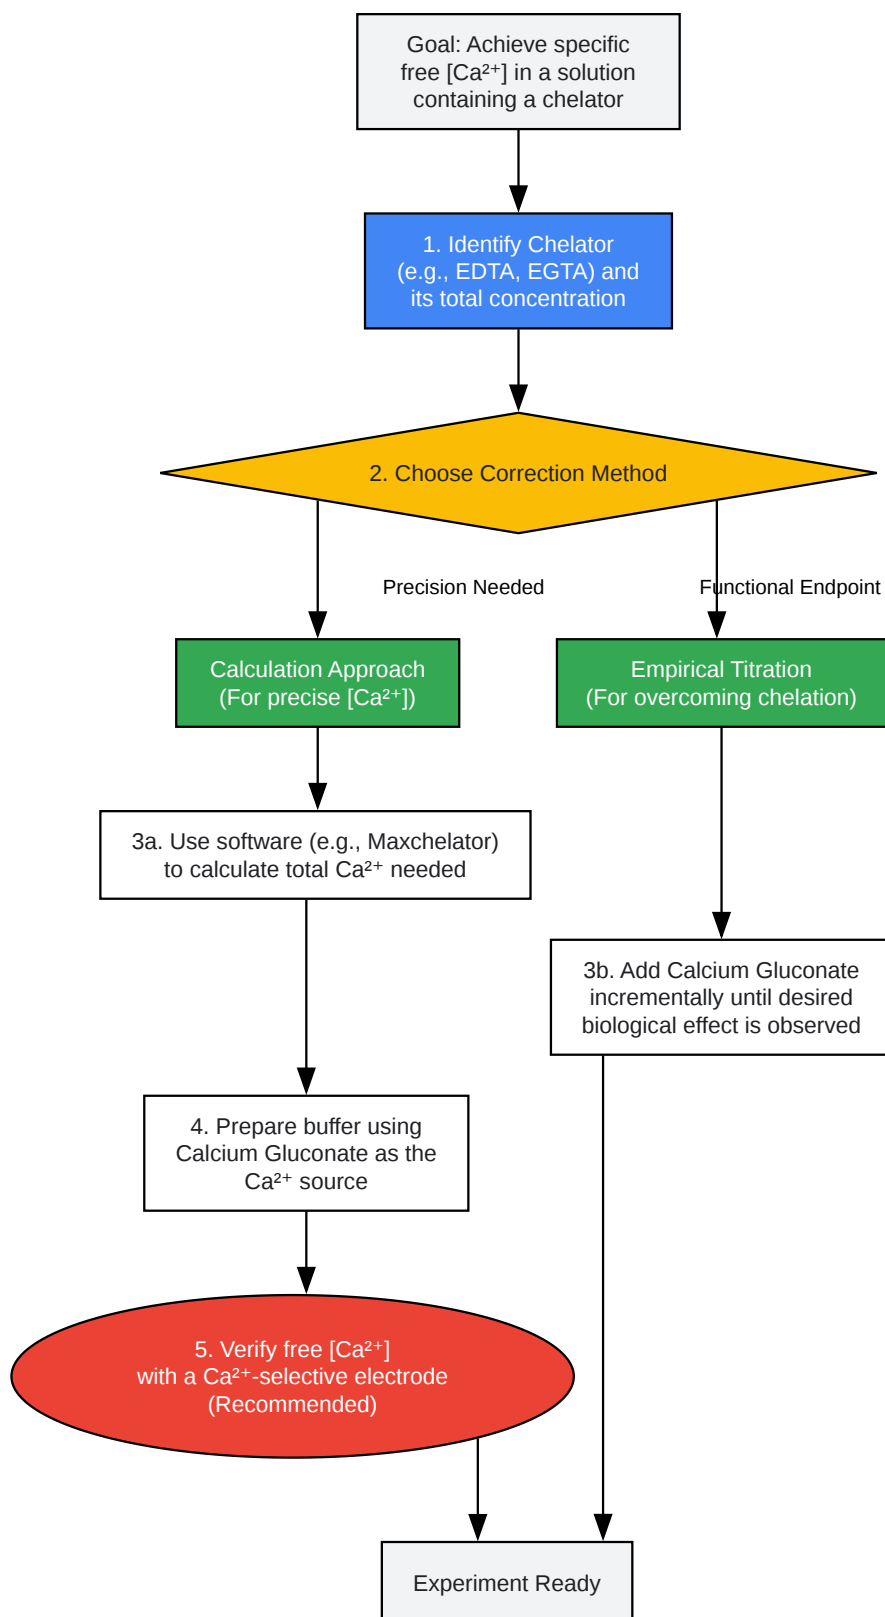 Goal: Achieve specific
free [Ca²⁺] in a solution
containing a chelator
1. Identify Chelator
(e.g., EDTA, EGTA) and
its total concentration
2. Choose Correction Method
Precision Needed
Functional Endpoint
Calculation Approach
(For precise [Ca²⁺])
Empirical Titration
(For overcoming chelation)
3a. Use software (e.g., Maxchelator)
to calculate total Ca²⁺ needed
3b. Add Calcium Gluconate
incrementally until desired
biological effect is observed
4. Prepare buffer using
Calcium Gluconate as the
Ca²⁺ source
5. Verify free [Ca²⁺]
with a Ca²⁺-selective electrode
(Recommended)
Experiment Ready